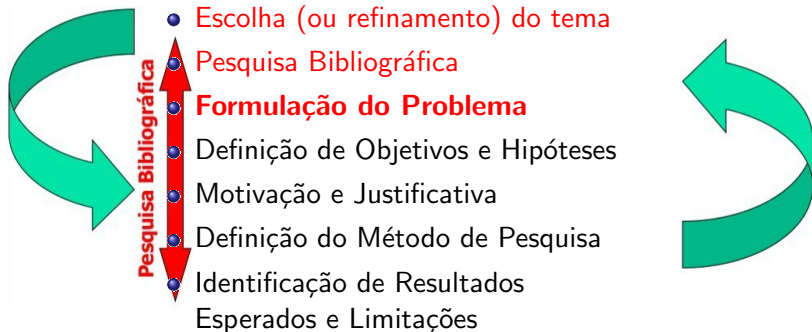 Escolha (ou refinamento) do tema
Pesquisa Bibliográfica
Formulação do Problema
Definição de Objetivos e Hipóteses
Motivação e Justificativa
Definição do Método de Pesquisa
Identificação de Resultados
Esperados e Limitações
Pesquisa Bibliográfica